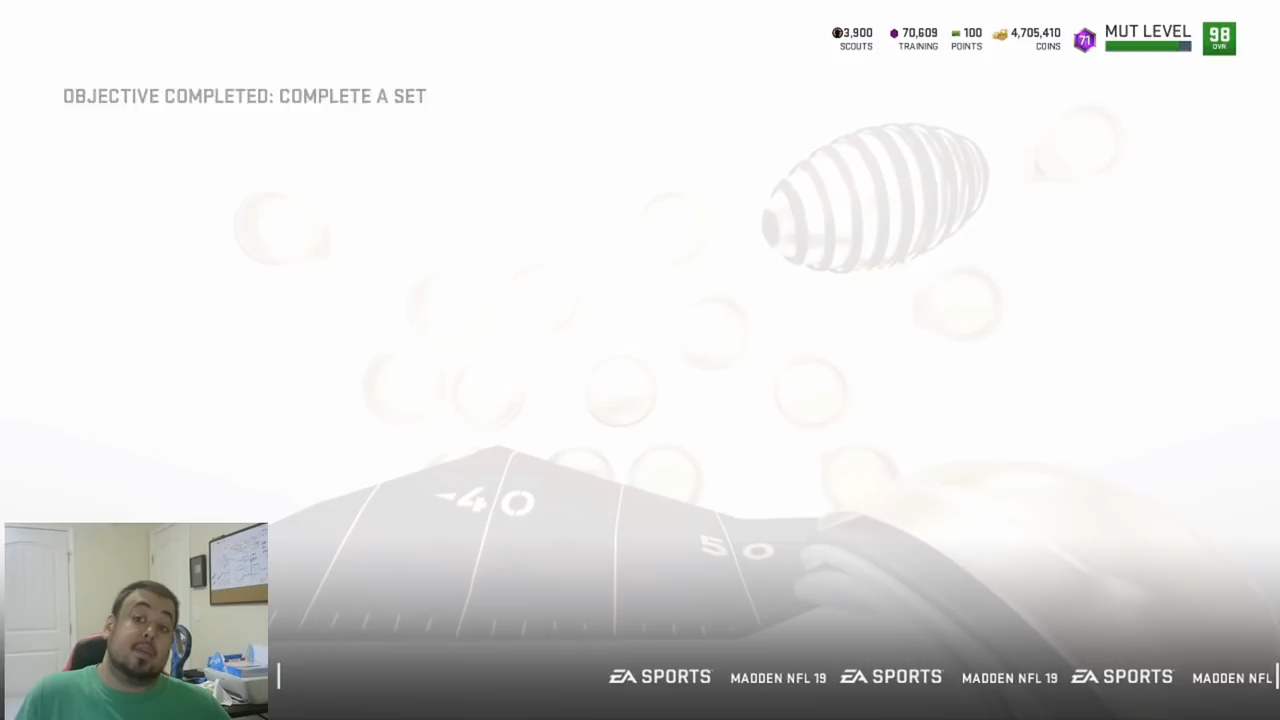 3,900 70,609 100 4,705,410 71 MUT LEVEL 98
SCOUTS TRAINING POINTS COINS OVR
OBJECTIVE COMPLETED: COMPLETE A SET
40
50
EA SPORTS MADDEN NFL 19 EA SPORTS MADDEN NFL 19 EA SPORTS MADDEN NFL